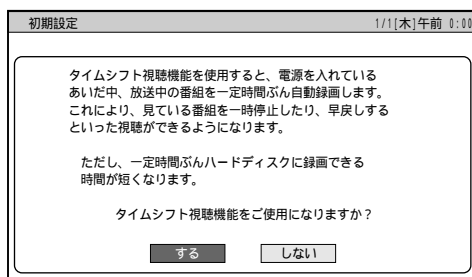 初期設定 1/1[木]午前 0:00
タイムシフト視聴機能を使用すると、電源を入れている
あいだ中、放送中の番組を一定時間ぶん自動録画します。
これにより、見ている番組を一時停止したり、早戻しする
といった視聴ができるようになります。
ただし、一定時間ぶんハードディスクに録画できる
時間が短くなります。
タイムシフト視聴機能をご使用になりますか？
する しない